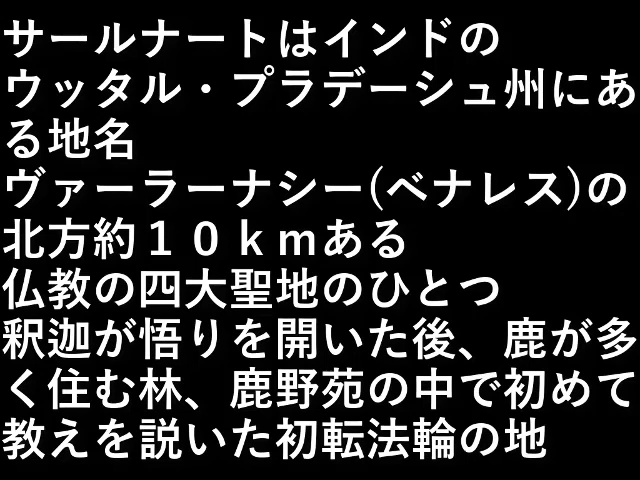 サールナートはインドの
ウッタル・プラデーシュ州にあ
る地名
ヴァーラーナシー(ベナレス)の
北方約１０ｋｍある
仏教の四大聖地のひとつ
釈迦が悟りを開いた後、鹿が多
く住む林、鹿野苑の中で初めて
教えを説いた初転法輪の地